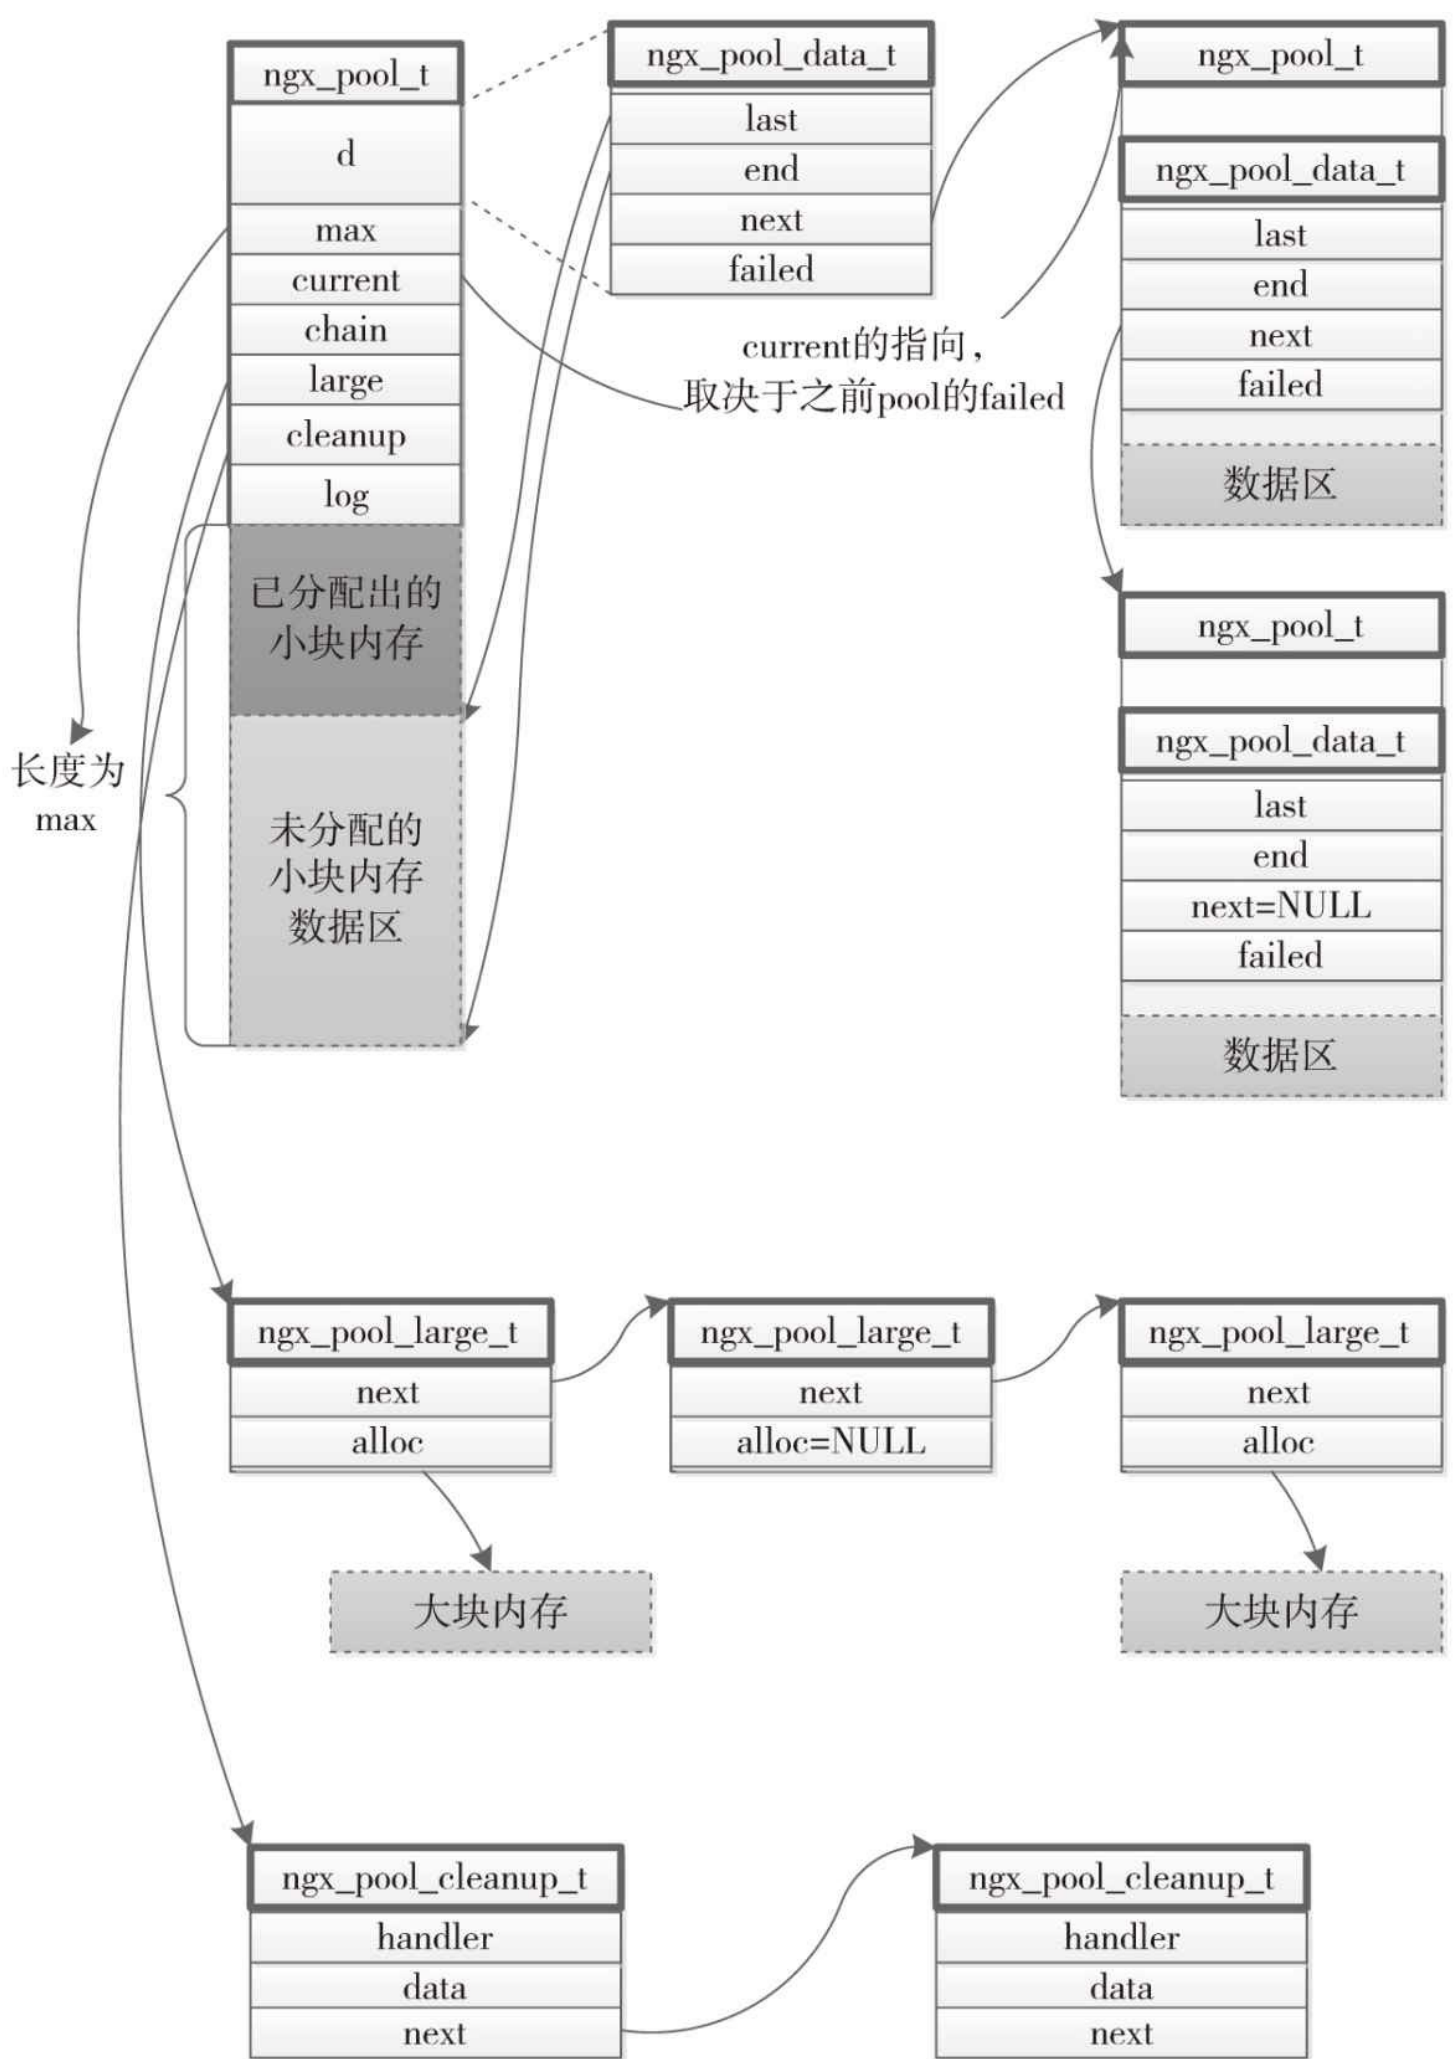 ngx_pool_t
d
max
current
chain
large
cleanup
log
已分配出的
小块内存
未分配的
小块内存
数据区
长度为
max
ngx_pool_data_t
last
end
next
failed
current的指向，
取决于之前pool的failed
ngx_pool_t
ngx_pool_data_t
last
end
next
failed
数据区
ngx_pool_t
ngx_pool_data_t
last
end
next=NULL
failed
数据区
ngx_pool_large_t
next
alloc
大块内存
ngx_pool_large_t
next
alloc=NULL
ngx_pool_large_t
next
alloc
大块内存
ngx_pool_cleanup_t
handler
data
next
ngx_pool_cleanup_t
handler
data
next